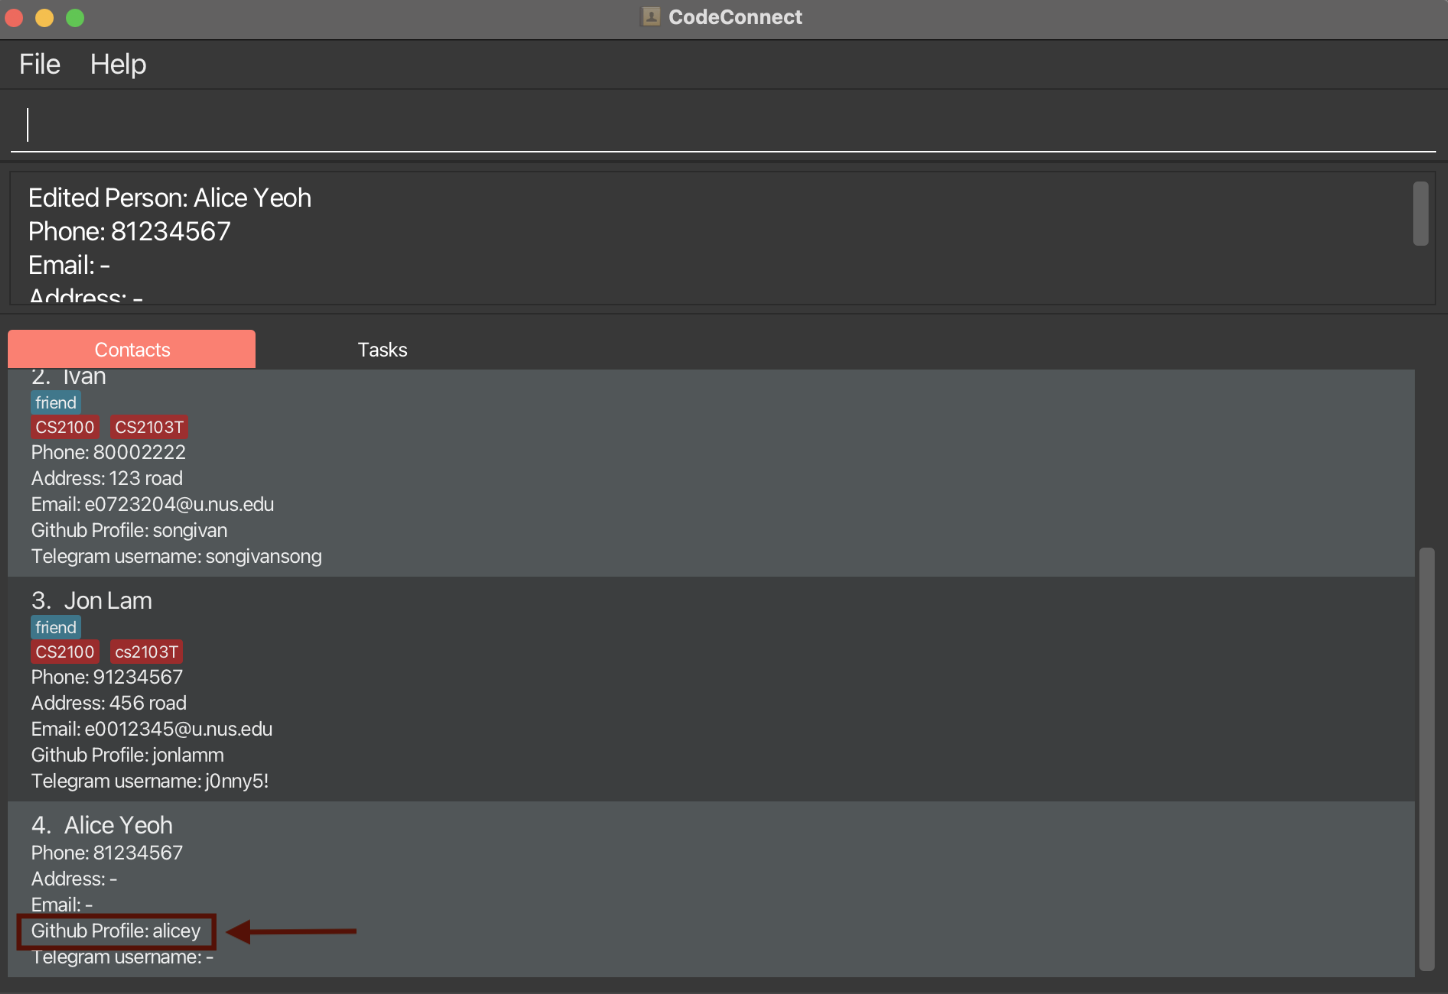 CodeConnect
File Help
Edited Person: Alice Yeoh
Phone: 81234567
Email: -
Address: -
Contacts Tasks
2. Ivan
friend
CS2100 CS2103T
Phone: 80002222
Address: 123 road
Email: e0723204@u.nus.edu
Github Profile: songivan
Telegram username: songivansong
3. Jon Lam
friend
CS2100 cs2103T
Phone: 91234567
Address: 456 road
Email: e0012345@u.nus.edu
Github Profile: jonlamm
Telegram username: j0nny5!
4. Alice Yeoh
Phone: 81234567
Address: -
Email: -
Github Profile: alicey
Telegram username: -